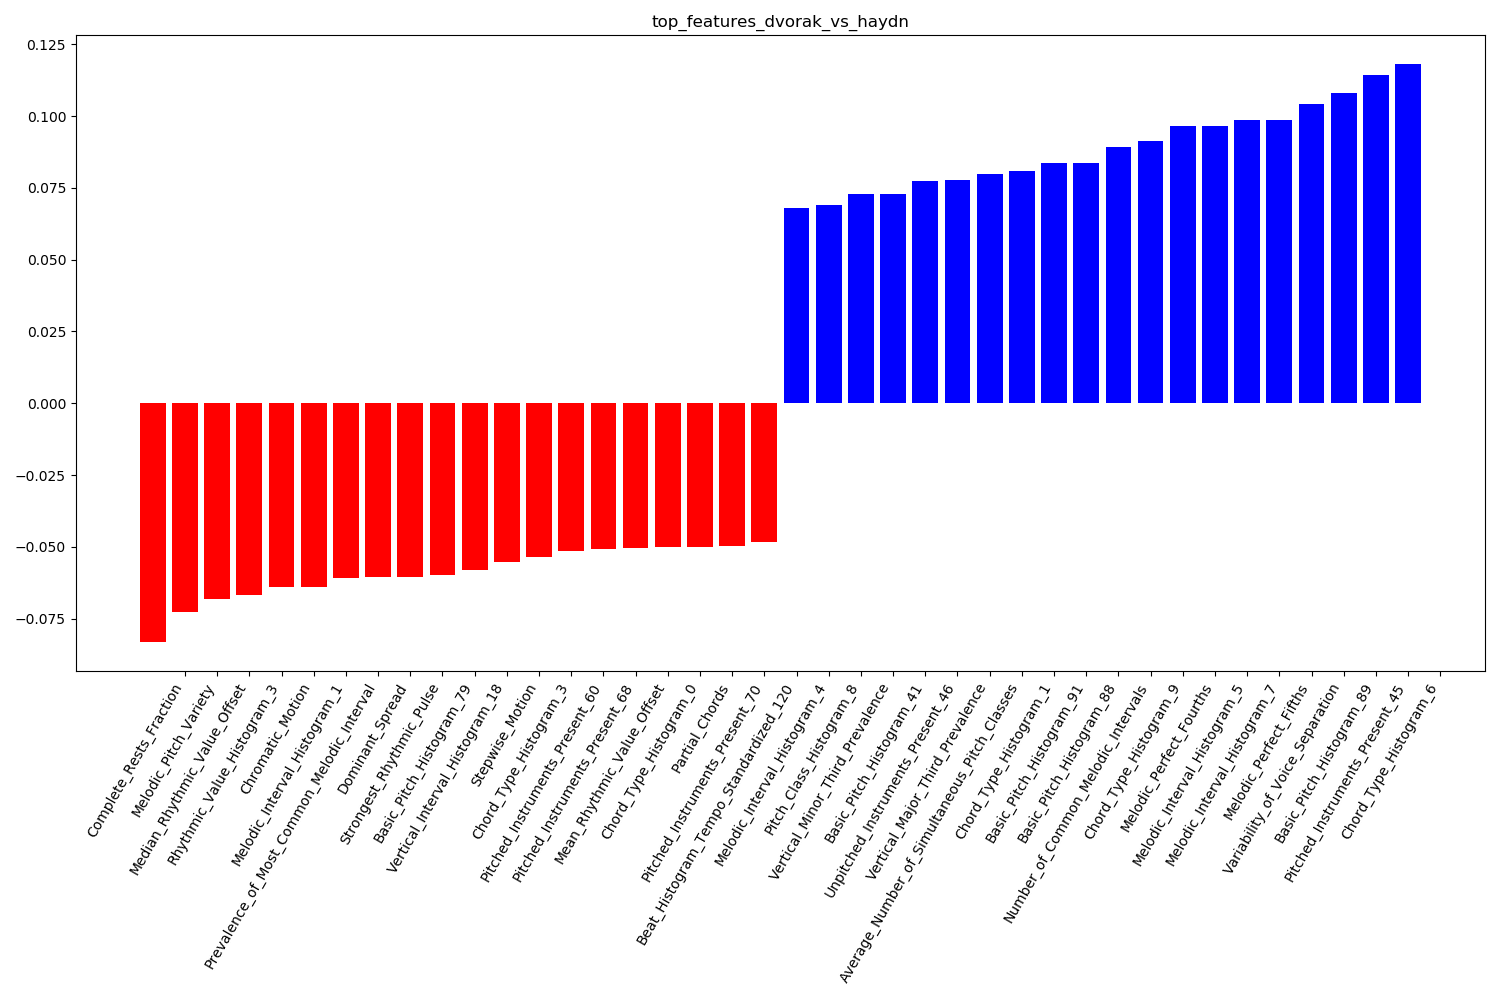 top_features_dvorak_vs_haydn
0.125
0.100
0.075
0.050
0.025
0.000
−0.025
−0.050
−0.075
Complete_Rests_Fraction
Melodic_Pitch_Variety
Median_Rhythmic_Value_Offset
Rhythmic_Value_Histogram_3
Chromatic_Motion
Melodic_Interval_Histogram_1
Prevalence_of_Most_Common_Melodic_Interval
Dominant_Spread
Strongest_Rhythmic_Pulse
Basic_Pitch_Histogram_79
Vertical_Interval_Histogram_18
Stepwise_Motion
Chord_Type_Histogram_3
Pitched_Instruments_Present_60
Pitched_Instruments_Present_68
Mean_Rhythmic_Value_Offset
Chord_Type_Histogram_0
Partial_Chords
Pitched_Instruments_Present_70
Beat_Histogram_Tempo_Standardized_120
Melodic_Interval_Histogram_4
Pitch_Class_Histogram_8
Vertical_Minor_Third_Prevalence
Basic_Pitch_Histogram_41
Unpitched_Instruments_Present_46
Vertical_Major_Third_Prevalence
Average_Number_of_Simultaneous_Pitch_Classes
Chord_Type_Histogram_1
Basic_Pitch_Histogram_91
Basic_Pitch_Histogram_88
Number_of_Common_Melodic_Intervals
Chord_Type_Histogram_9
Melodic_Perfect_Fourths
Melodic_Interval_Histogram_5
Melodic_Interval_Histogram_7
Melodic_Perfect_Fifths
Variability_of_Voice_Separation
Basic_Pitch_Histogram_89
Pitched_Instruments_Present_45
Chord_Type_Histogram_6